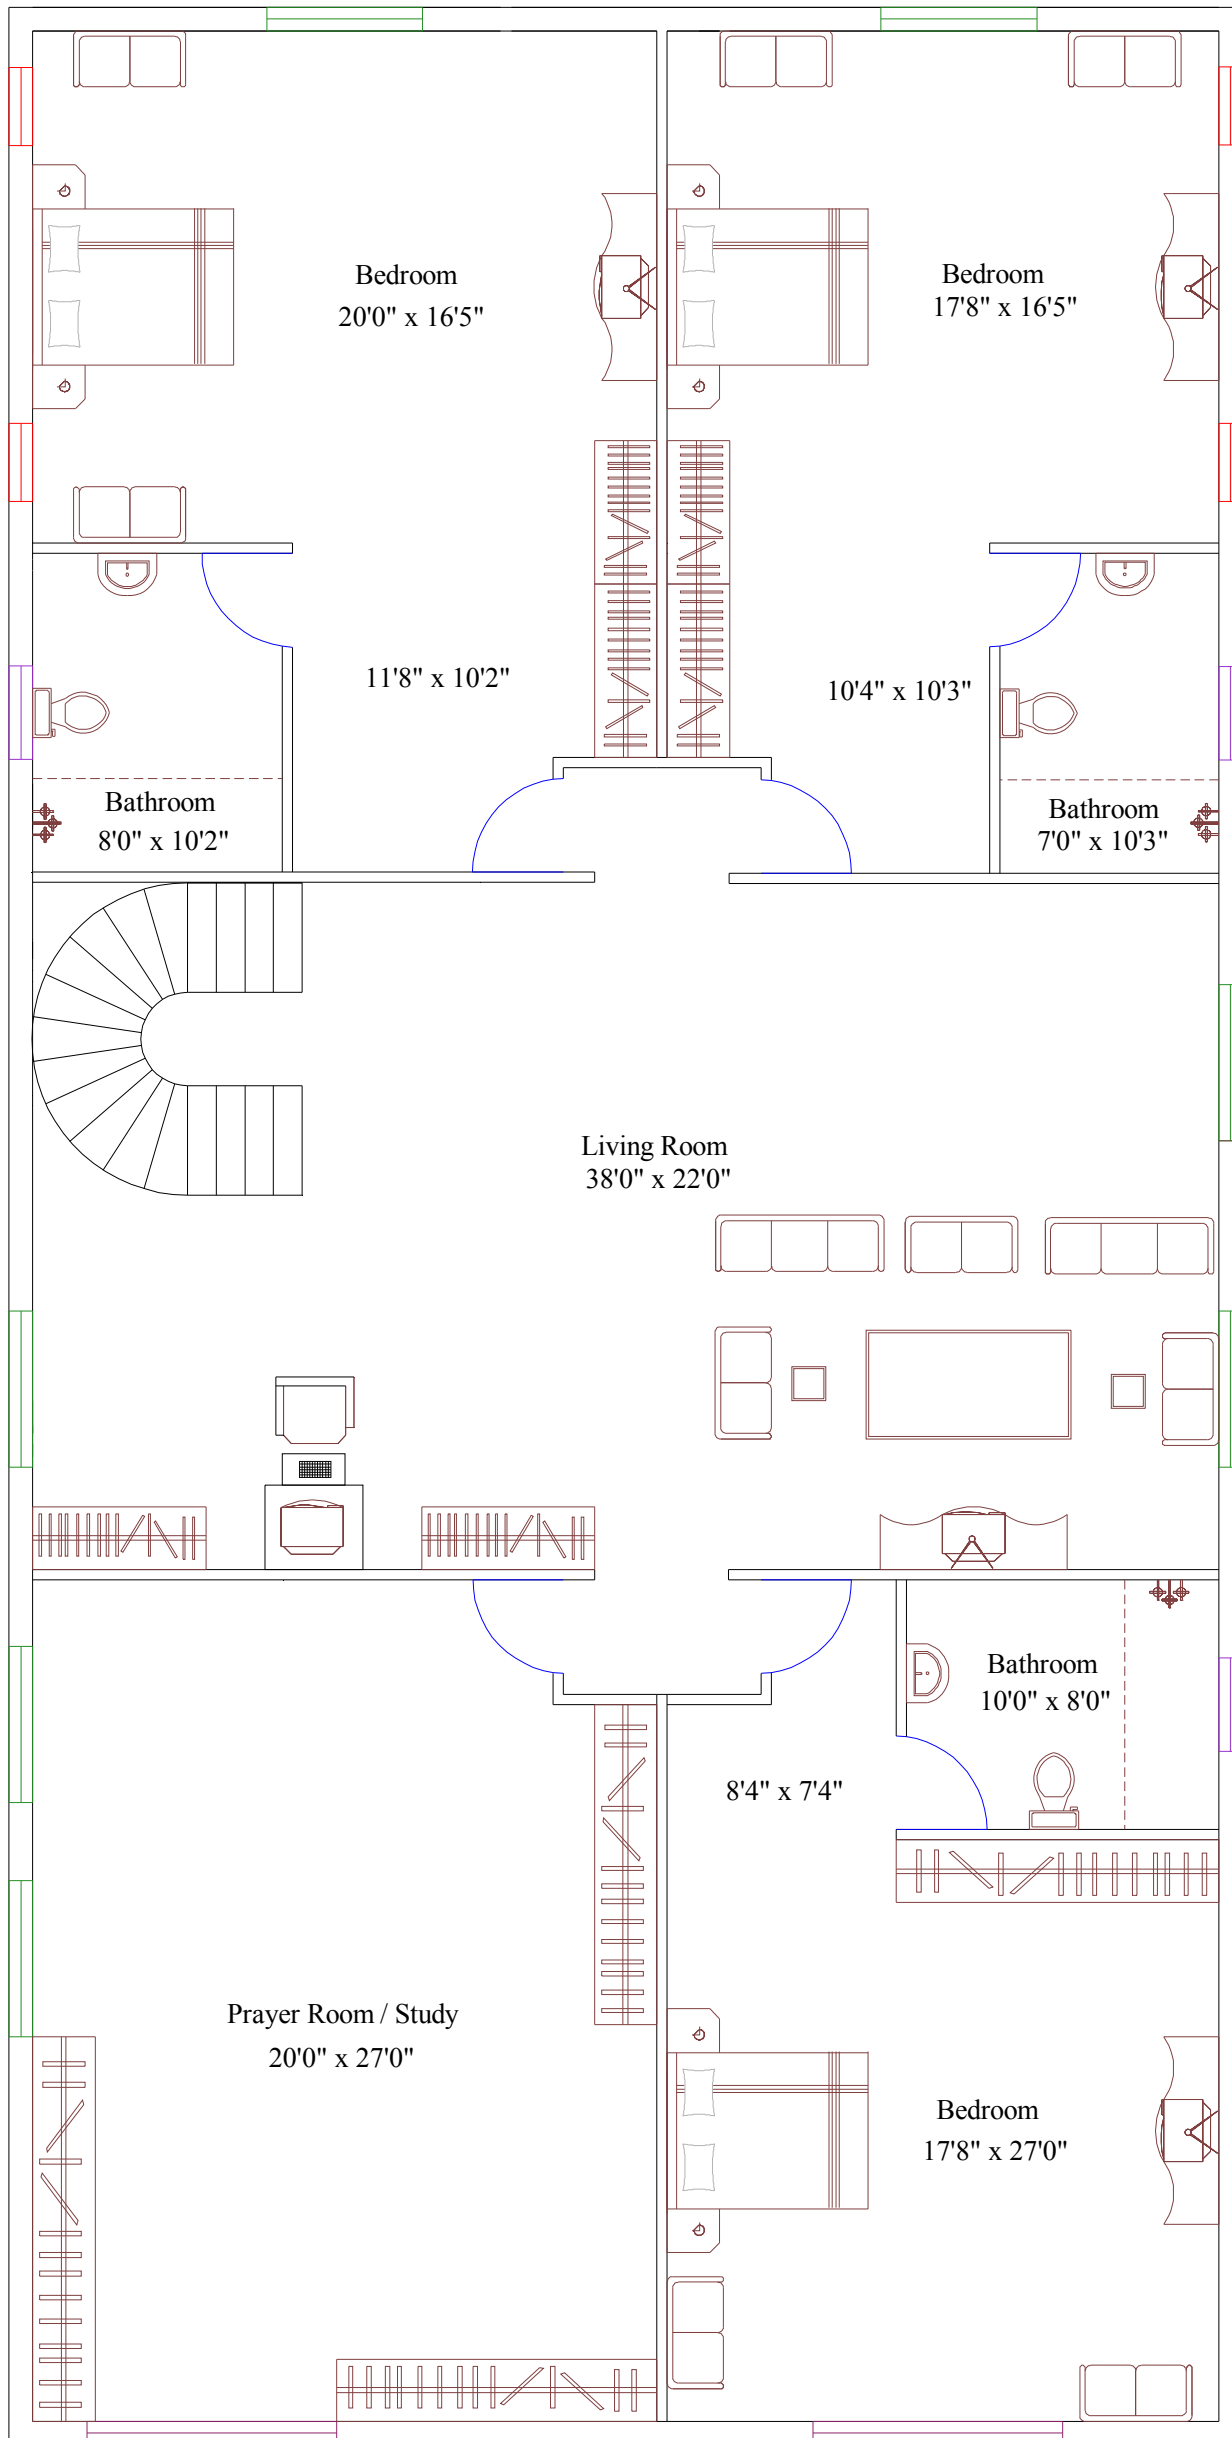 Bedroom
20'0" x 16'5"
Bedroom
17'8" x 16'5"
11'8" x 10'2"
10'4" x 10'3"
Bathroom
8'0" x 10'2"
Bathroom
7'0" x 10'3"
Living Room
38'0" x 22'0"
Bathroom
10'0" x 8'0"
8'4" x 7'4"
Prayer Room / Study
20'0" x 27'0"
Bedroom
17'8" x 27'0"